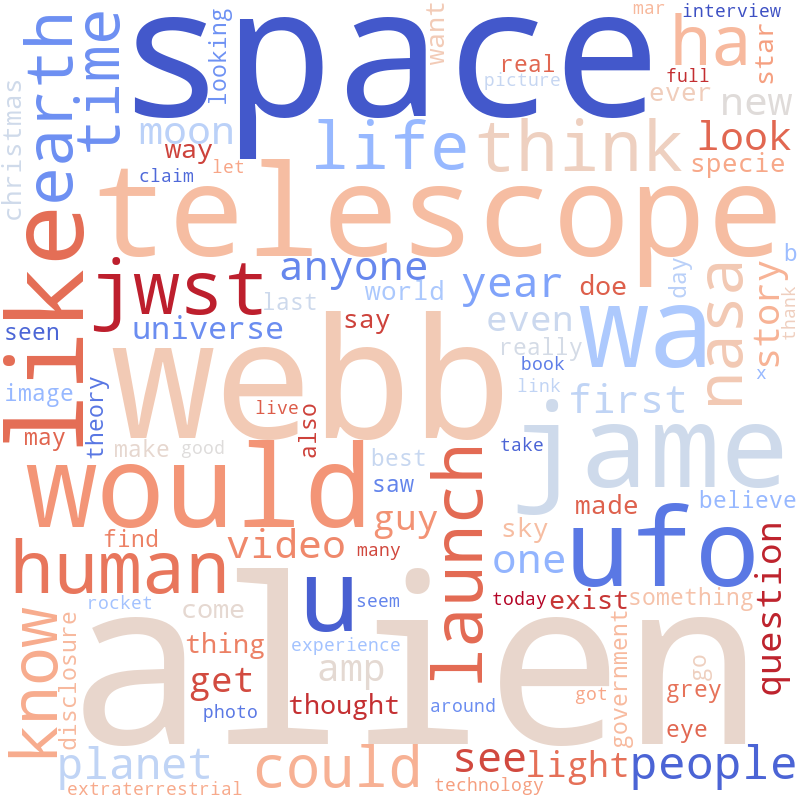 space
mar
interview
ha
star
want
real
full
picture
ever
new
looking
time
earth
christmas
moon
way
let
claim
life
think
look
specie
telescope
like
jwst
anyone
last
world
year
doe
nasa
story
day
b
thank
x
wa
seen
universe
say
even
really
book
link
first
image
theory
webb
live
also
may
make
good
would
best
saw
take
jame
launch
guy
made
believe
sky
ufo
question
find
video
many
one
human
u
seem
today
exist
something
rocket
come
experience
alien
know
disclosure
thing
get
amp
photo
thought
around
got
government
go
grey
eye
planet
could
see
light
people
extraterrestrial
technology